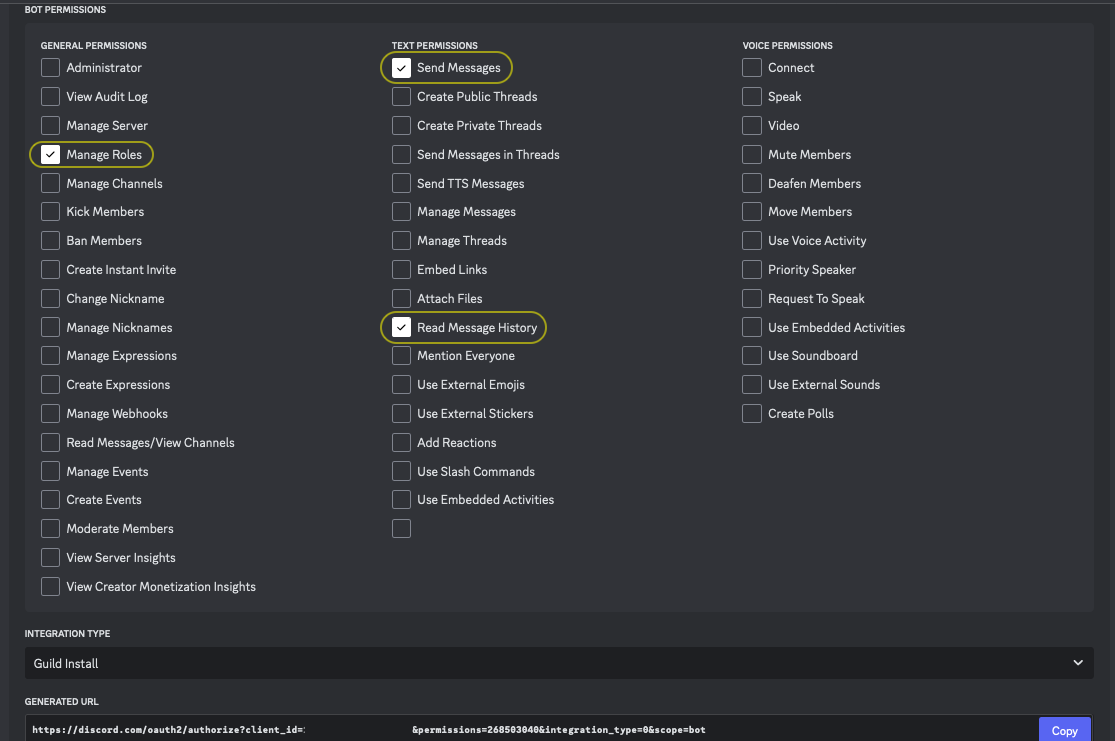 BOT PERMISSIONS
GENERAL PERMISSIONS
Administrator
View Audit Log
Manage Server
Manage Roles
Manage Channels
Kick Members
Ban Members
Create Instant Invite
Change Nickname
Manage Nicknames
Manage Expressions
Create Expressions
Manage Webhooks
Read Messages/View Channels
Manage Events
Create Events
Moderate Members
View Server Insights
View Creator Monetization Insights
TEXT PERMISSIONS
Send Messages
Create Public Threads
Create Private Threads
Send Messages in Threads
Send TTS Messages
Manage Messages
Manage Threads
Embed Links
Attach Files
Read Message History
Mention Everyone
Use External Emojis
Use External Stickers
Add Reactions
Use Slash Commands
Use Embedded Activities
VOICE PERMISSIONS
Connect
Speak
Video
Mute Members
Deafen Members
Move Members
Use Voice Activity
Priority Speaker
Request To Speak
Use Embedded Activities
Use Soundboard
Use External Sounds
Create Polls
INTEGRATION TYPE
Guild Install
GENERATED URL
https://discord.com/oauth2/authorize?client_id= &permissions=268503040&integration_type=0&scope=bot
Copy